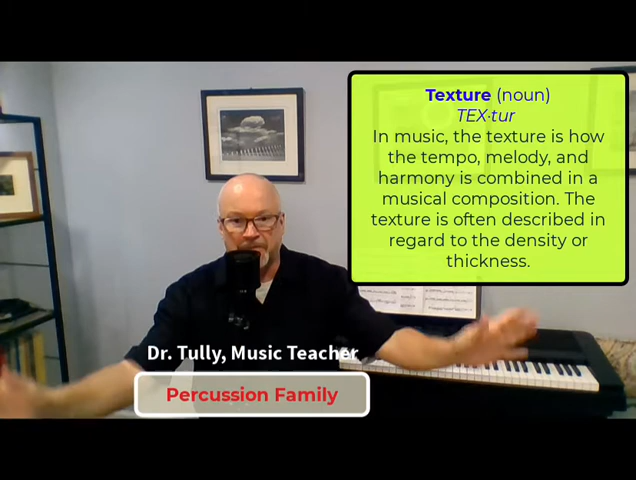 Texture (noun)
TEX·tur
In music, the texture is how
the tempo, melody, and
harmony is combined in a
musical composition. The
texture is often described in
regard to the density or
thickness.
Dr. Tully, Music Teacher
Percussion Family